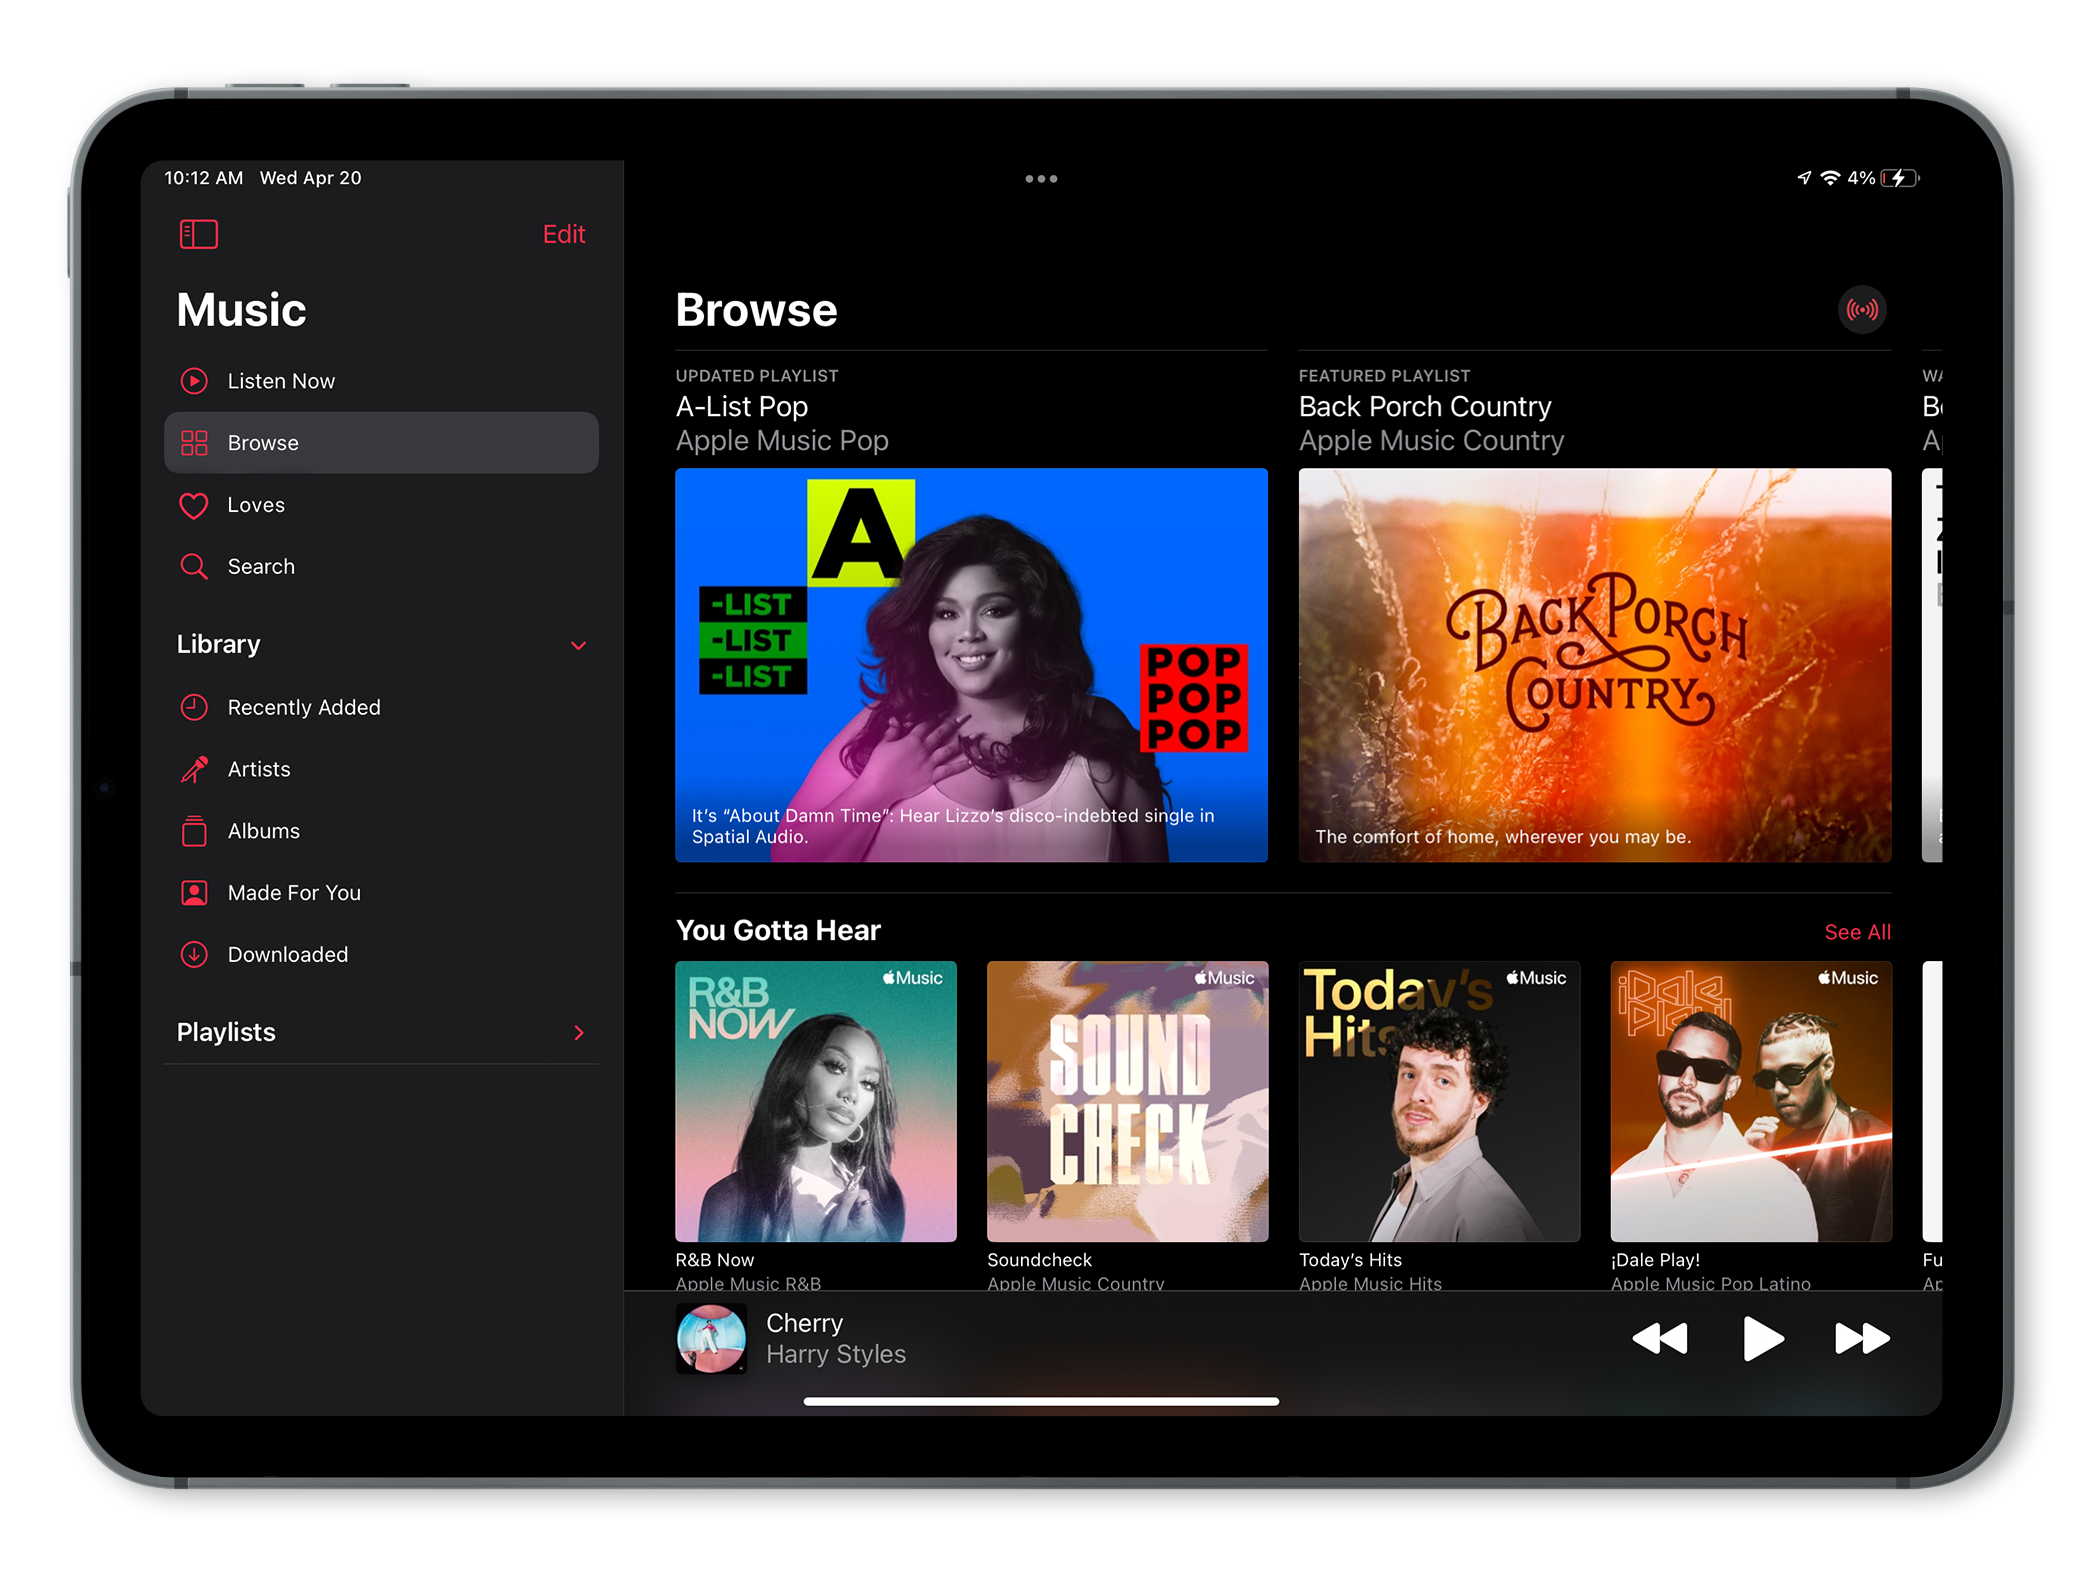 10:12 AM Wed Apr 20
4%
Edit
Music
Listen Now
Browse
Loves
Search
Library
Recently Added
Artists
Albums
Made For You
Downloaded
Playlists
Browse
UPDATED PLAYLIST
A-List Pop
Apple Music Pop
A
-LIST
-LIST
-LIST
POP
POP
POP
It’s “About Damn Time”: Hear Lizzo’s disco-indebted single in
Spatial Audio.
FEATURED PLAYLIST
Back Porch Country
Apple Music Country
BACK PORCH
COUNTRY
The comfort of home, wherever you may be.
You Gotta Hear
See All
R&B
NOW
Music
R&B Now
Apple Music R&B
Music
SOUND
CHECK
Soundcheck
Apple Music Country
Today’s
Hits
Music
Today’s Hits
Apple Music Hits
¡Dale
Play!
Music
¡Dale Play!
Apple Music Pop Latino
Fu
Cherry
Harry Styles